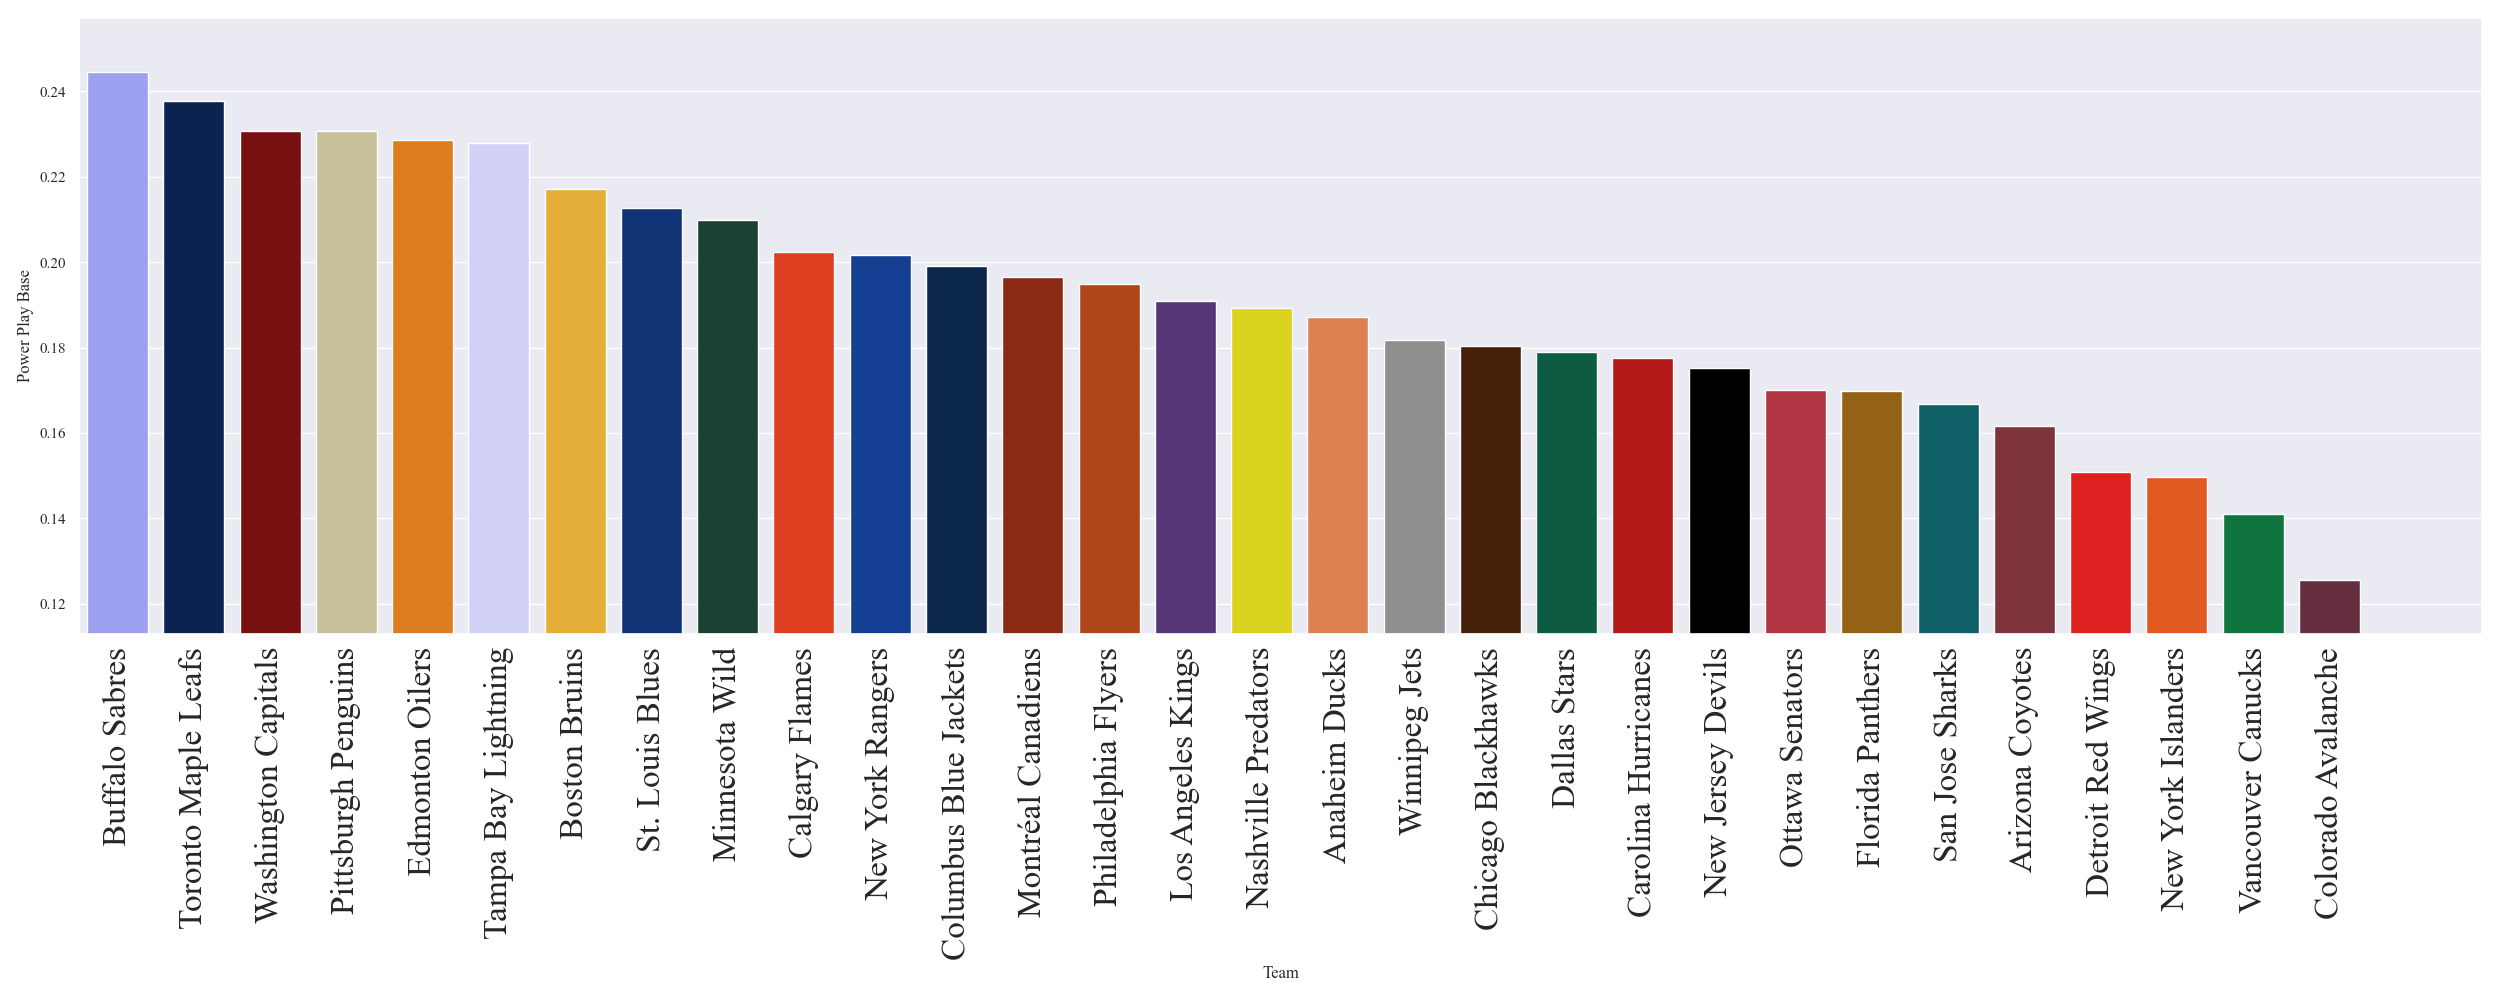 0.24
0.22
0.20
0.18
0.16
0.14
0.12
Power Play Base
Buffalo Sabres
Toronto Maple Leafs
Washington Capitals
Pittsburgh Penguins
Edmonton Oilers
Tampa Bay Lightning
Boston Bruins
St. Louis Blues
Minnesota Wild
Calgary Flames
New York Rangers
Columbus Blue Jackets
Montréal Canadiens
Philadelphia Flyers
Los Angeles Kings
Nashville Predators
Anaheim Ducks
Winnipeg Jets
Chicago Blackhawks
Dallas Stars
Carolina Hurricanes
New Jersey Devils
Ottawa Senators
Florida Panthers
San Jose Sharks
Arizona Coyotes
Detroit Red Wings
New York Islanders
Vancouver Canucks
Colorado Avalanche
Team